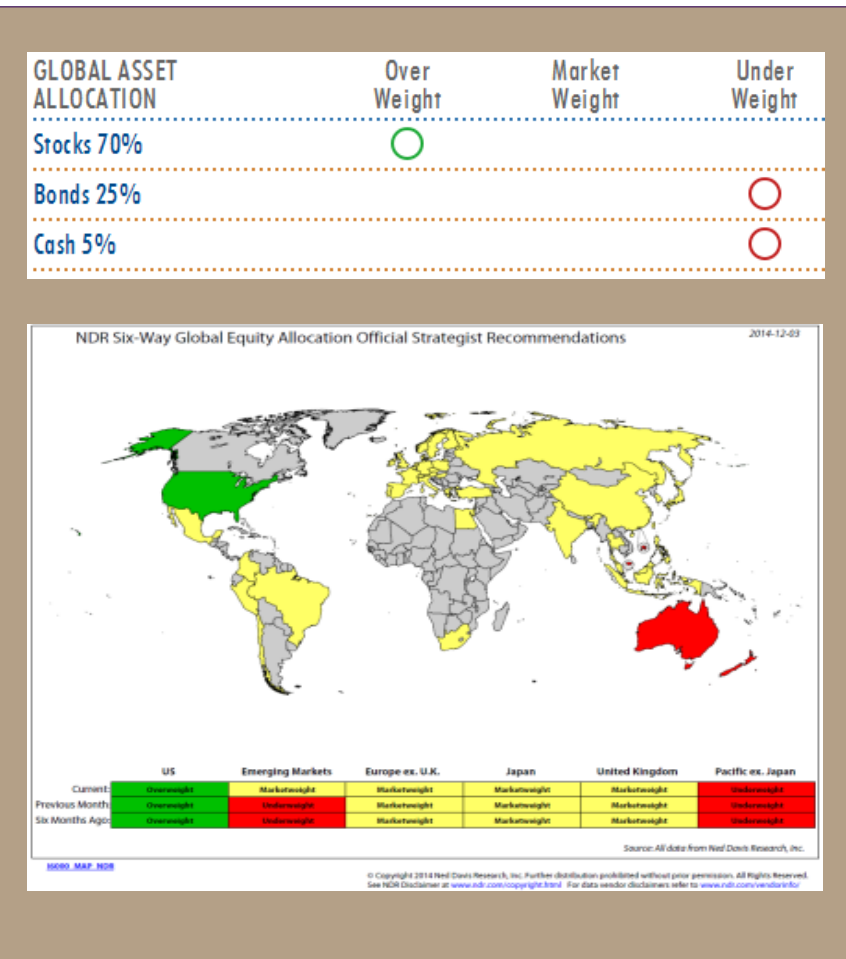 GLOBAL ASSET ALLOCATION Over Weight Market Weight Under Weight
Stocks 70%
Bonds 25%
Cash 5%
NDR Six-Way Global Equity Allocation Official Strategist Recommendations 2014-12-03
US Emerging Markets Europe ex. U.K. Japan United Kingdom Pacific ex. Japan
Current: Overweight Marketweight Marketweight Marketweight Marketweight Underweight
Previous Month: Overweight Underweight Marketweight Marketweight Marketweight Underweight
Six Months Ago: Overweight Underweight Marketweight Marketweight Marketweight Underweight
Source: All data from Ned Davis Research, Inc.
I6000_MAP_NDR
© Copyright 2014 Ned Davis Research, Inc. Further distribution prohibited without prior permission. All Rights Reserved.
See NDR Disclaimer at www.ndr.com/copyright.html For data vendor disclaimers refer to www.ndr.com/vendorinfo/